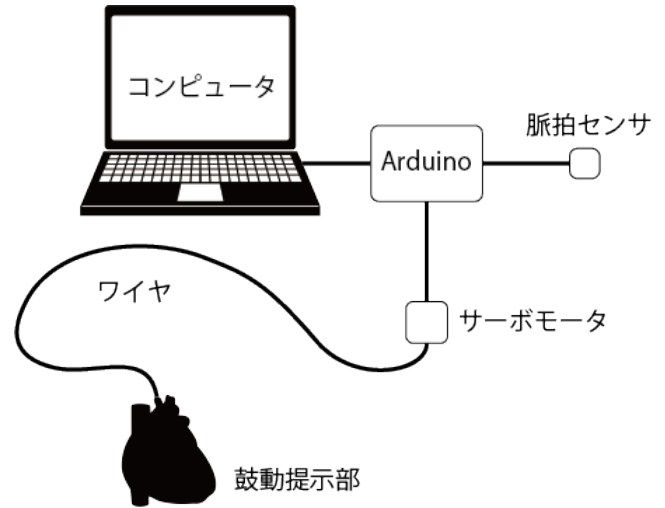 コンピュータ
脈拍センサ
Arduino
ワイヤ
サーボモータ
鼓動提示部